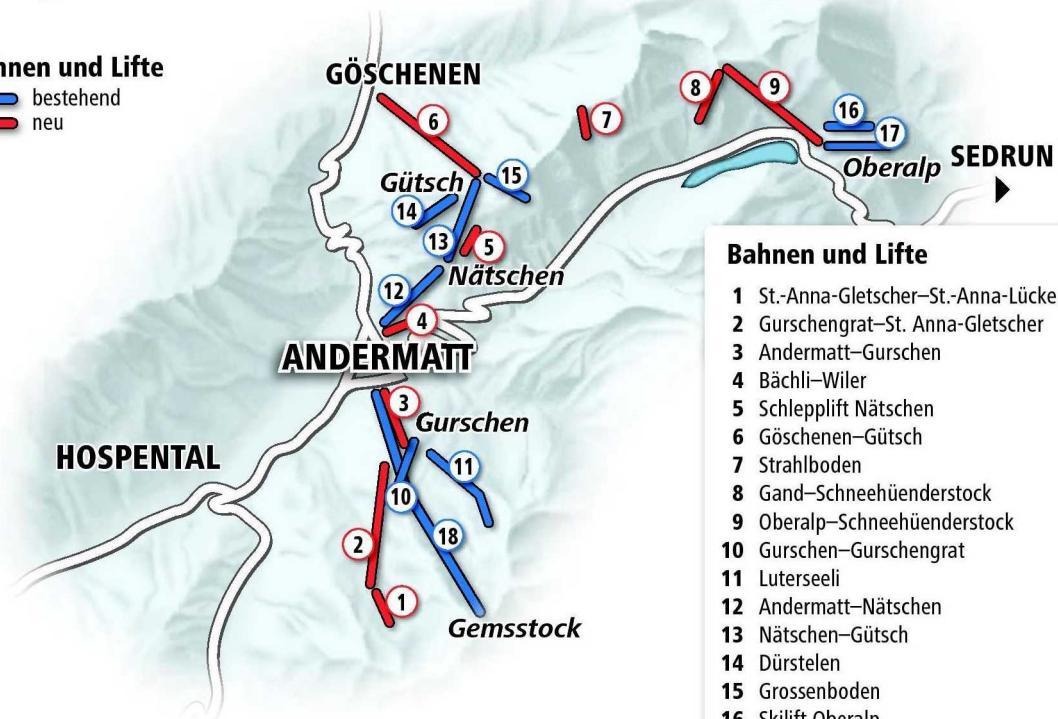 hnen und Lifte
bestehend
neu
GÖSCHENEN
6
7
8
9
16
17
Oberalp
SEDRUN
Gütsch
15
14
13
5
Nätschen
12
4
ANDERMATT
3
Gurschen
HOSPENTAL
11
10
18
2
1
Gemsstock
Bahnen und Lifte
1 St.-Anna-Gletscher–St.-Anna-Lücke
2 Gurschengrat–St. Anna-Gletscher
3 Andermatt–Gurschen
4 Bächli–Wiler
5 Schlepplift Nätschen
6 Göschenen–Gütsch
7 Strahlboden
8 Gand–Schneehüenderstock
9 Oberalp–Schneehüenderstock
10 Gurschen–Gurschengrat
11 Luterseeli
12 Andermatt–Nätschen
13 Nätschen–Gütsch
14 Dürstelen
15 Grossenboden
16 Skilift Oberalp